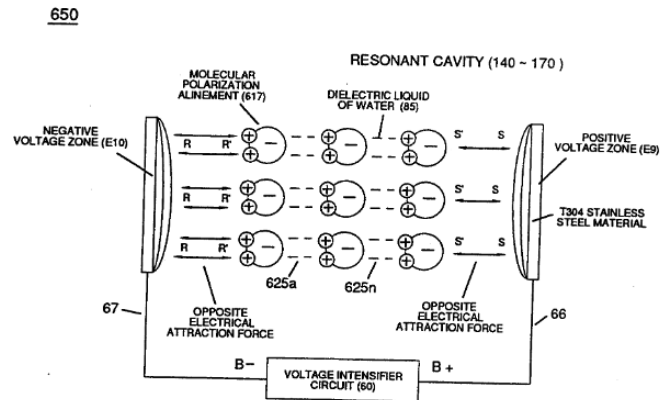 650
RESONANT CAVITY (140 ~ 170 )
MOLECULAR
POLARIZATION
ALINEMENT (617)
DIELECTRIC LIQUID
OF WATER (85)
NEGATIVE
VOLTAGE ZONE (E10)
POSITIVE
VOLTAGE ZONE (E9)
R R' + + − + + − + + − S' S
R R' + + − + + − + + − S' S
T304 STAINLESS
STEEL MATERIAL
R R' + + − + + − + + − S' S
625a
625n
67
OPPOSITE
ELECTRICAL
ATTRACTION FORCE
OPPOSITE
ELECTRICAL
ATTRACTION FORCE
66
B−
B +
VOLTAGE INTENSIFIER
CIRCUIT (60)